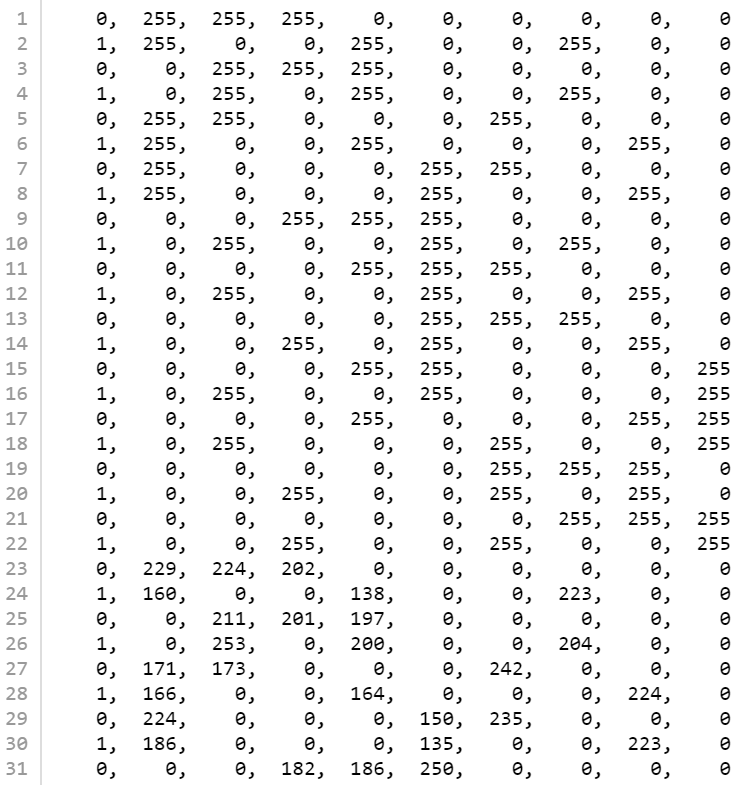 1 0, 255, 255, 255, 0, 0, 0, 0, 0, 0
2 1, 255, 0, 0, 255, 0, 0, 255, 0, 0
3 0, 0, 255, 255, 255, 0, 0, 0, 0, 0
4 1, 0, 255, 0, 255, 0, 0, 255, 0, 0
5 0, 255, 255, 0, 0, 0, 255, 0, 0, 0
6 1, 255, 0, 0, 255, 0, 0, 0, 255, 0
7 0, 255, 0, 0, 0, 255, 255, 0, 0, 0
8 1, 255, 0, 0, 0, 255, 0, 0, 255, 0
9 0, 0, 0, 255, 255, 255, 0, 0, 0, 0
10 1, 0, 255, 0, 0, 255, 0, 255, 0, 0
11 0, 0, 0, 0, 255, 255, 255, 0, 0, 0
12 1, 0, 255, 0, 0, 255, 0, 0, 255, 0
13 0, 0, 0, 0, 0, 255, 255, 255, 0, 0
14 1, 0, 0, 255, 0, 255, 0, 0, 255, 0
15 0, 0, 0, 0, 255, 255, 0, 0, 0, 255
16 1, 0, 255, 0, 0, 255, 0, 0, 0, 255
17 0, 0, 0, 0, 255, 0, 0, 0, 255, 255
18 1, 0, 255, 0, 0, 0, 255, 0, 0, 255
19 0, 0, 0, 0, 0, 0, 255, 255, 255, 0
20 1, 0, 0, 255, 0, 0, 255, 0, 255, 0
21 0, 0, 0, 0, 0, 0, 0, 255, 255, 255
22 1, 0, 0, 255, 0, 0, 255, 0, 0, 255
23 0, 229, 224, 202, 0, 0, 0, 0, 0, 0
24 1, 160, 0, 0, 138, 0, 0, 223, 0, 0
25 0, 0, 211, 201, 197, 0, 0, 0, 0, 0
26 1, 0, 253, 0, 200, 0, 0, 204, 0, 0
27 0, 171, 173, 0, 0, 0, 242, 0, 0, 0
28 1, 166, 0, 0, 164, 0, 0, 0, 224, 0
29 0, 224, 0, 0, 0, 150, 235, 0, 0, 0
30 1, 186, 0, 0, 0, 135, 0, 0, 223, 0
31 0, 0, 0, 182, 186, 250, 0, 0, 0, 0